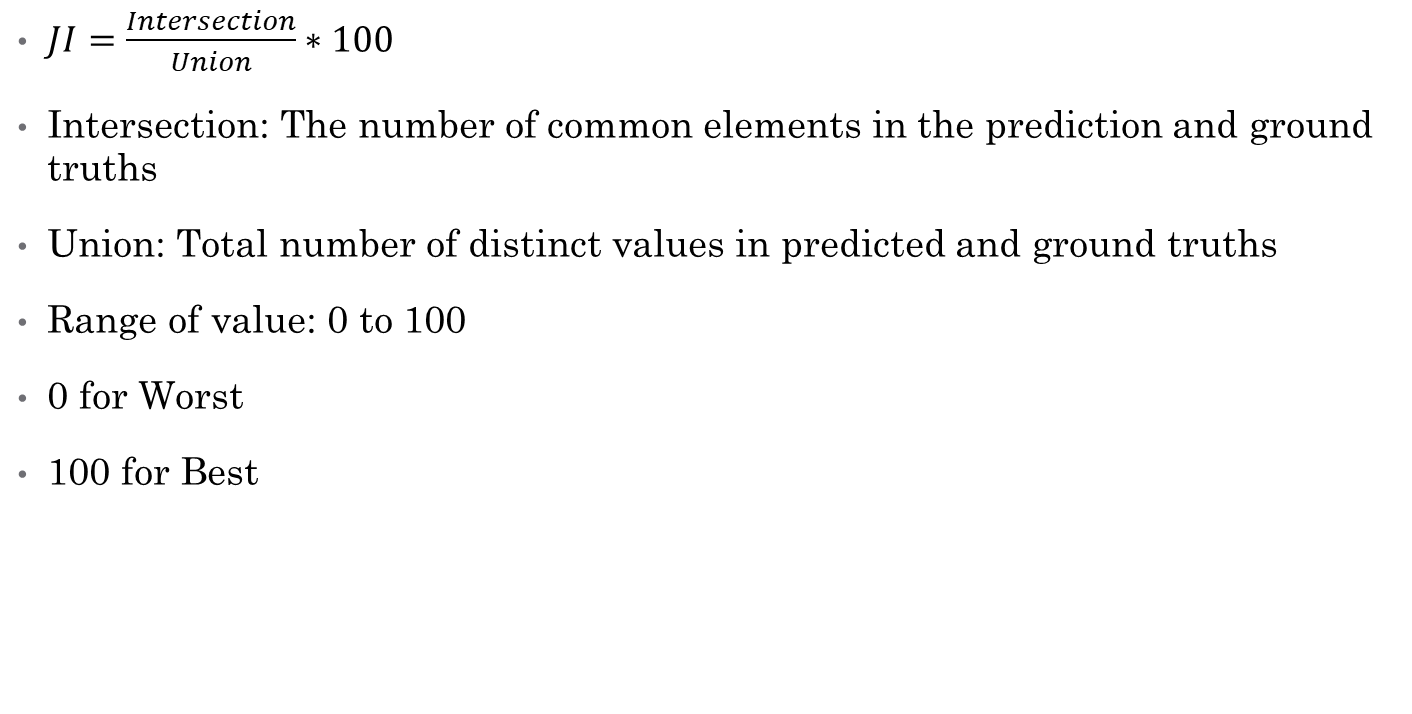 • JI = Intersection / Union * 100
• Intersection: The number of common elements in the prediction and ground
truths
• Union: Total number of distinct values in predicted and ground truths
• Range of value: 0 to 100
• 0 for Worst
• 100 for Best